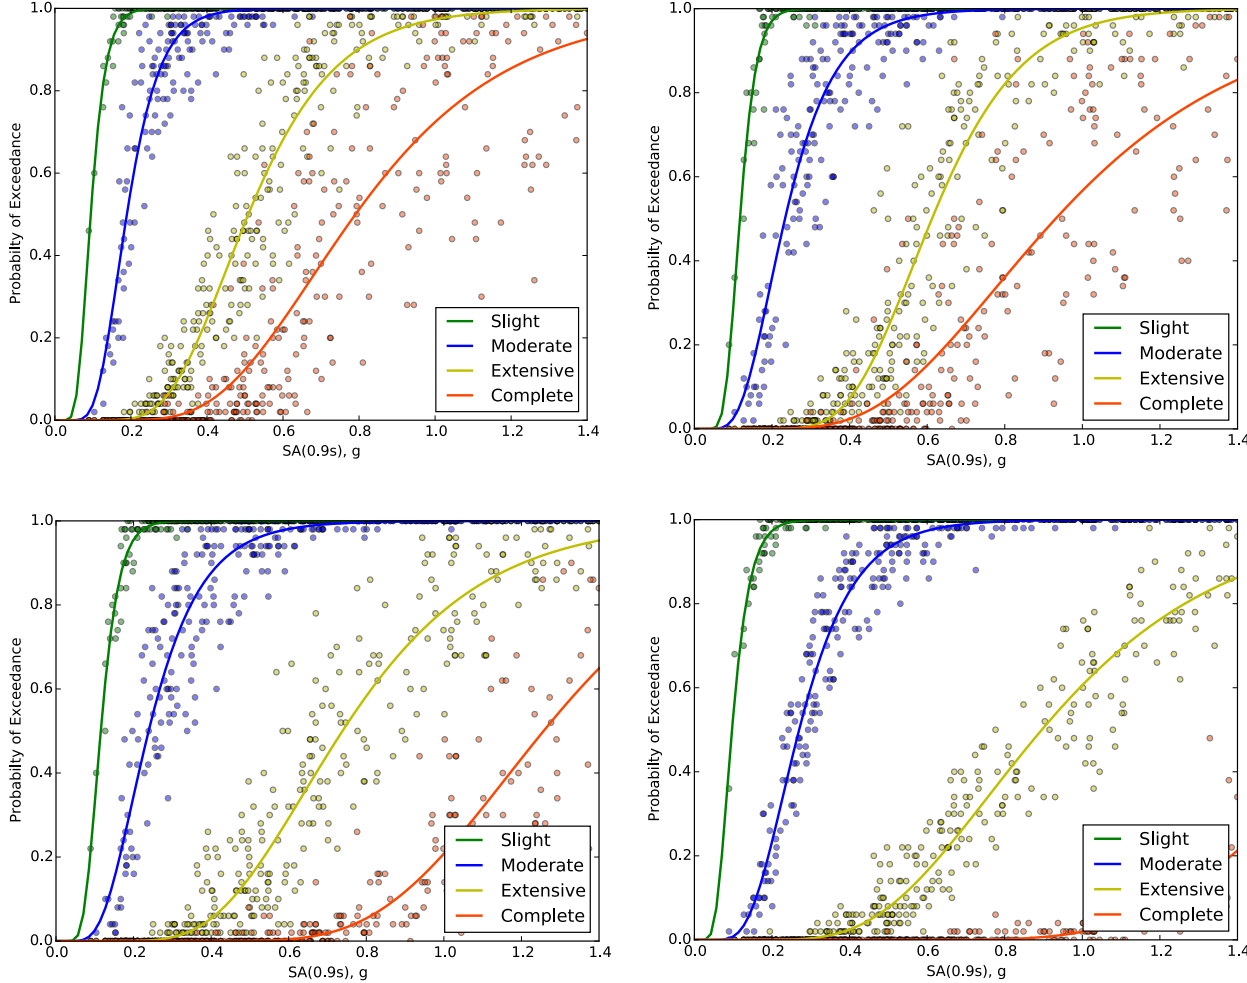 1.0
0.8
0.6
0.4
0.2
0.0
Probabilty of Exceedance
Slight
Moderate
Extensive
Complete
0.0 0.2 0.4 0.6 0.8 1.0 1.2 1.4
SA(0.9s), g
1.0
0.8
0.6
0.4
0.2
0.0
Probabilty of Exceedance
Slight
Moderate
Extensive
Complete
0.0 0.2 0.4 0.6 0.8 1.0 1.2 1.4
SA(0.9s), g
1.0
0.8
0.6
0.4
0.2
0.0
Probabilty of Exceedance
Slight
Moderate
Extensive
Complete
0.0 0.2 0.4 0.6 0.8 1.0 1.2 1.4
SA(0.9s), g
1.0
0.8
0.6
0.4
0.2
0.0
Probabilty of Exceedance
Slight
Moderate
Extensive
Complete
0.0 0.2 0.4 0.6 0.8 1.0 1.2 1.4
SA(0.9s), g